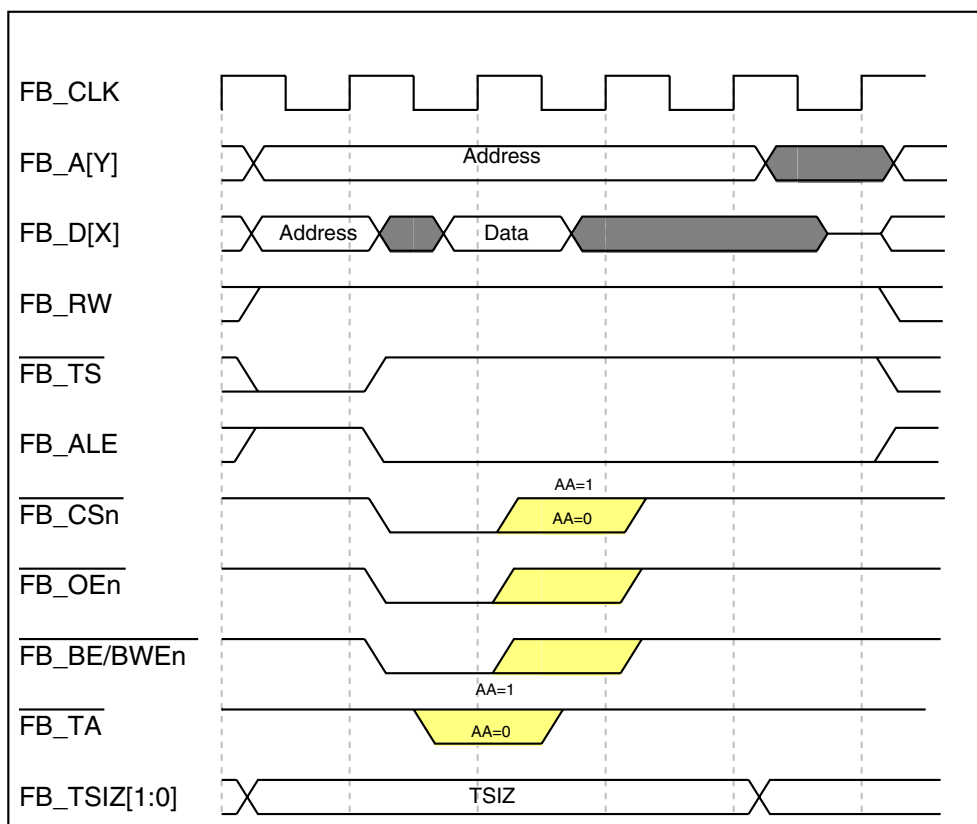 FB_CLK
FB_A[Y]
Address
FB_D[X]
Address
Data
FB_RW
FB_TS
FB_ALE
FB_CSn
AA=1
AA=0
FB_OEn
FB_BE/BWEn
FB_TA
AA=1
AA=0
FB_TSIZ[1:0]
TSIZ